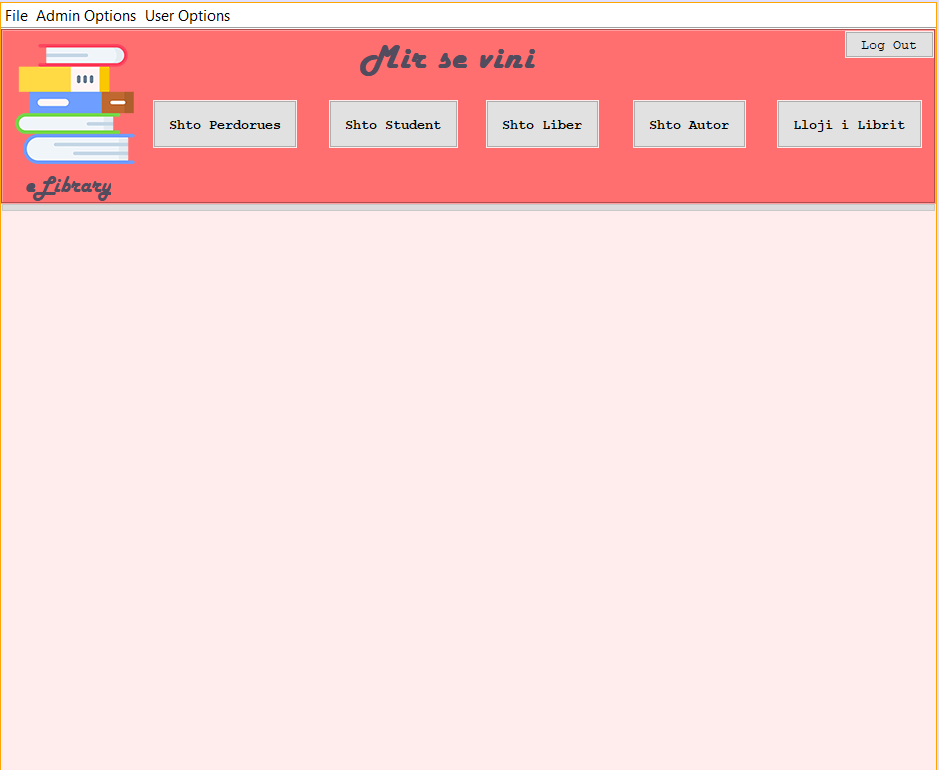 File Admin Options User Options
Log Out
Mir se vini
Shto Perdorues
Shto Student
Shto Liber
Shto Autor
Lloji i Librit
eLibrary